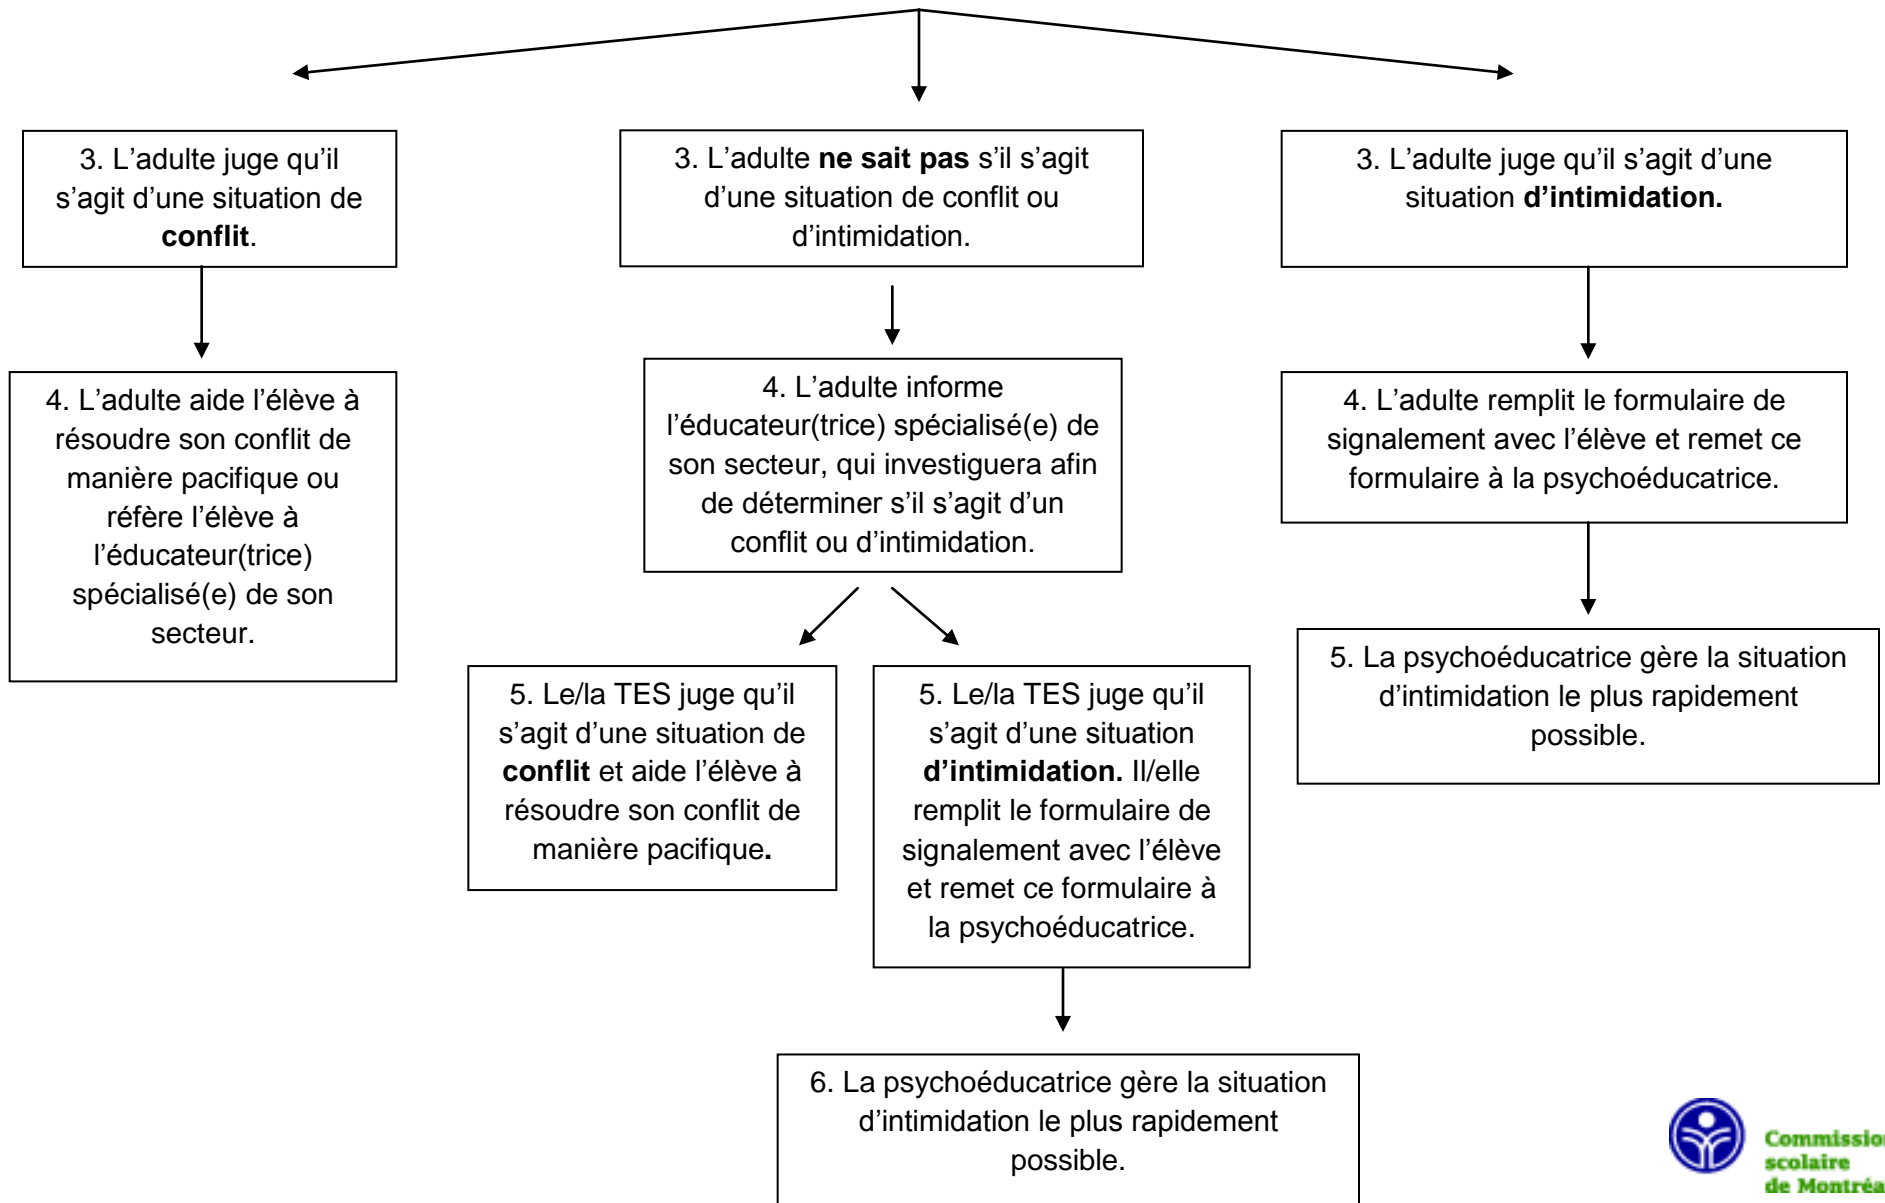 3. L'adulte juge qu'il
s'agit d'une situation de
conflit.
3. L'adulte ne sait pas s'il s'agit
d'une situation de conflit ou
d'intimidation.
3. L'adulte juge qu'il s'agit d'une
situation d'intimidation.
4. L'adulte aide l'élève à
résoudre son conflit de
manière pacifique ou
réfère l'élève à
l'éducateur(trice)
spécialisé(e) de son
secteur.
4. L'adulte informe
l'éducateur(trice) spécialisé(e) de
son secteur, qui investiguera afin
de déterminer s'il s'agit d'un
conflit ou d'intimidation.
4. L'adulte remplit le formulaire de
signalement avec l'élève et remet ce
formulaire à la psychoéducatrice.
5. Le/la TES juge qu'il
s'agit d'une situation de
conflit et aide l'élève à
résoudre son conflit de
manière pacifique.
5. Le/la TES juge qu'il
s'agit d'une situation
d'intimidation. Il/elle
remplit le formulaire de
signalement avec l'élève
et remet ce formulaire à
la psychoéducatrice.
5. La psychoéducatrice gère la situation
d'intimidation le plus rapidement
possible.
6. La psychoéducatrice gère la situation
d'intimidation le plus rapidement
possible.
Commissio
scolaire
de Montréa